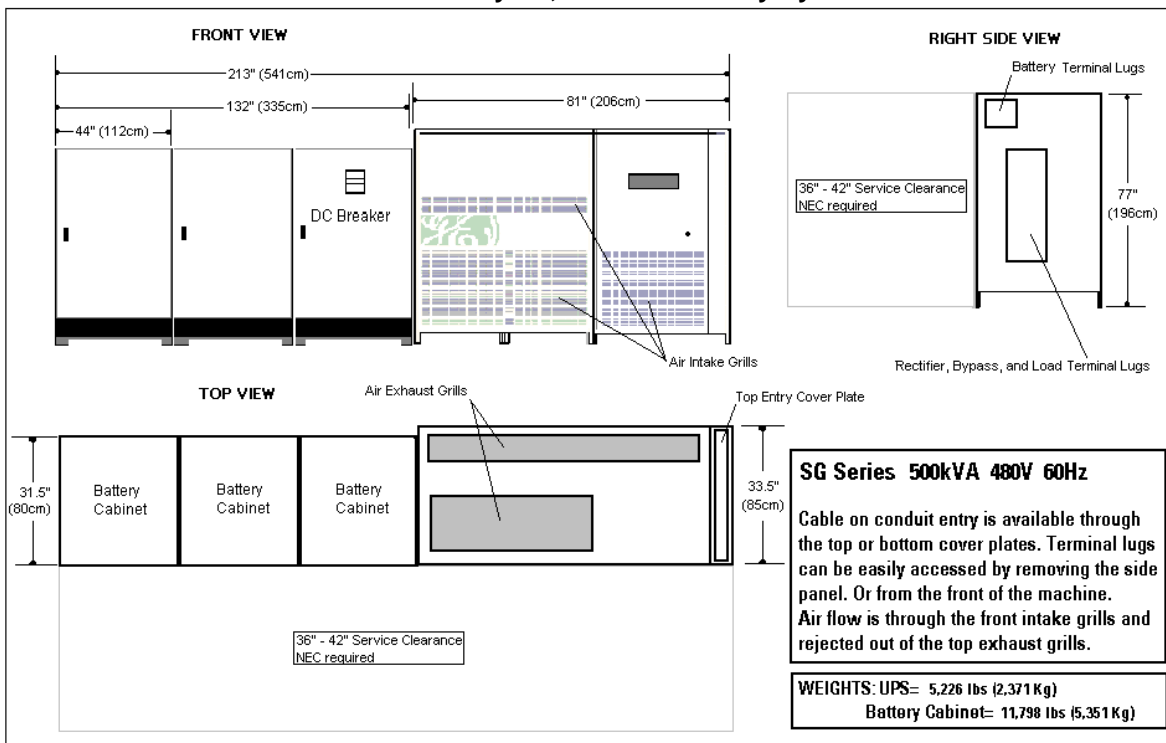 FRONT VIEW
213" (541cm)
132" (335cm)
81" (206cm)
44" (112cm)
DC Breaker
Air Intake Grills
RIGHT SIDE VIEW
Battery Terminal Lugs
36" - 42" Service Clearance
NEC required
77"
(196cm)
Rectifier, Bypass, and Load Terminal Lugs
TOP VIEW
Air Exhaust Grills
Top Entry Cover Plate
31.5"
(80cm)
Battery
Cabinet
Battery
Cabinet
Battery
Cabinet
33.5"
(85cm)
36" - 42" Service Clearance
NEC required
SG Series 500kVA 480V 60Hz
Cable on conduit entry is available through
the top or bottom cover plates. Terminal lugs
can be easily accessed by removing the side
panel. Or from the front of the machine.
Air flow is through the front intake grills and
rejected out of the top exhaust grills.
WEIGHTS: UPS= 5,226 lbs (2,371 Kg)
Battery Cabinet= 11,798 lbs (5,351 Kg)